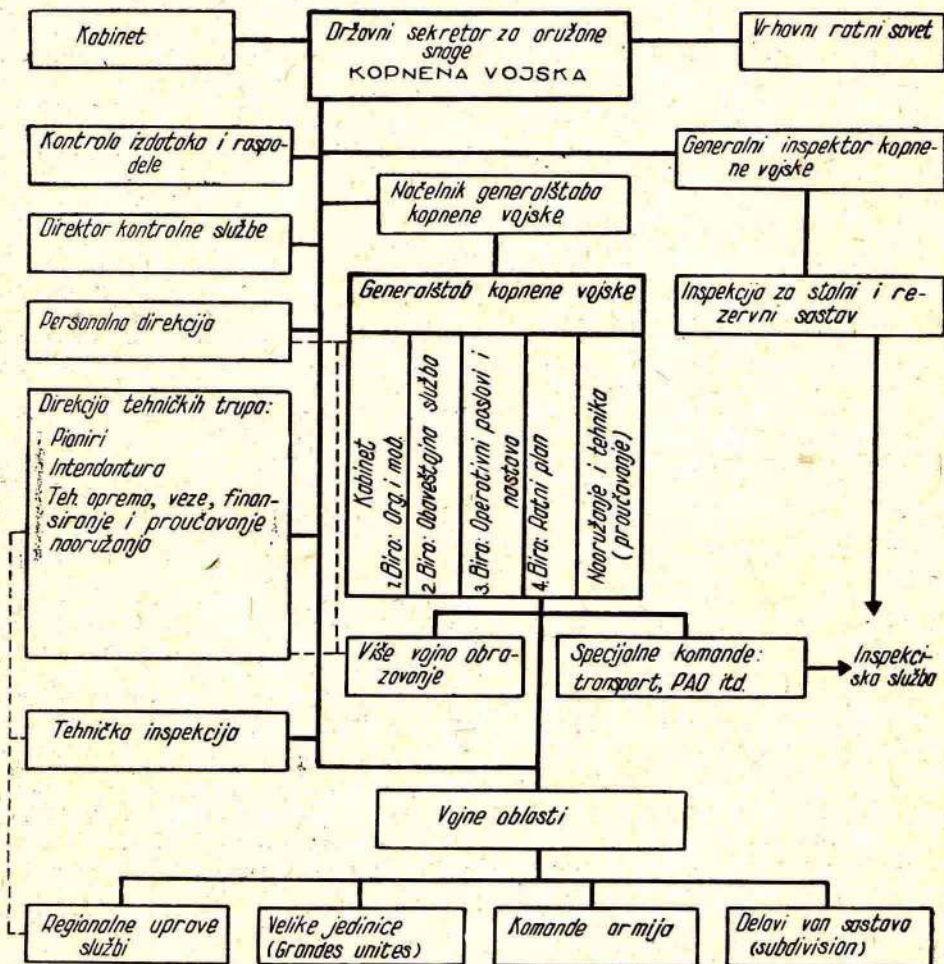 Kabinet
Državni sekretar za oružane
snage
KOPNENA VOJSKA
Vrhovni ratni savet
Kontrola izdataka i raspo-
dele
Generalni inspektor kopne-
ne vojske
Načelnik generalštaba
kopnene vojske
Direktor kontrolne službe
Generalštab kopnene vojske
Inspekcija za stalni i re-
zervni sastav
Personalna direkcija
Direkcija tehničkih trupa:
Pioniri
Intendantura
Teh. oprema, veze, finan-
siranje i proučavanje
naoružanja
Kabinet
1. Biro: Org. i mob.
2. Biro: Obaveštajna služba
3. Biro: Operativni poslovi i
nastava
4. Biro: Ratni plan
Naoružanje i tehnika
(proučavanje)
Više vojno obra-
zovanje
Specijalne komande:
transport, PAO itd.
Inspekci-
ska služba
Tehnička inspekcija
Vojne oblasti
Regionalne uprave
službi
Velike jedinice
(Grandes unites)
Komande armija
Delovi van sastava
(subdivision)